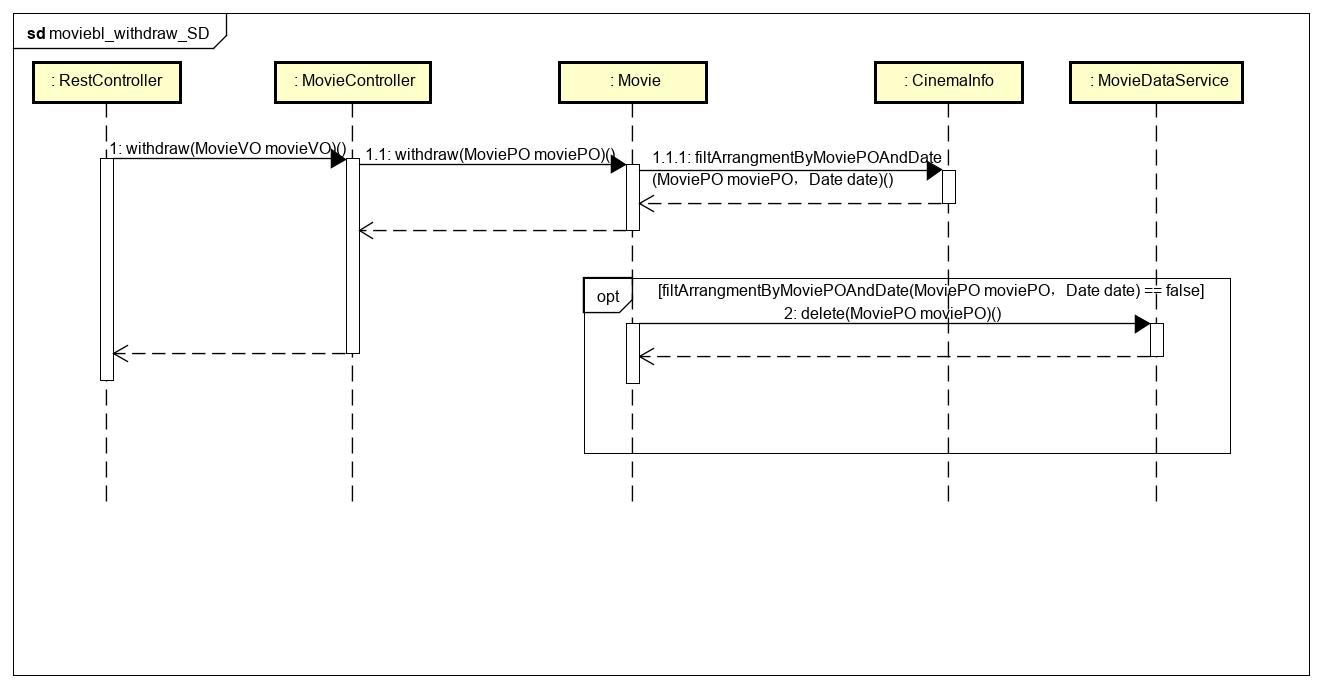 sd moviebl_withdraw_SD
: RestController
: MovieController
: Movie
: CinemaInfo
: MovieDataService
1: withdraw(MovieVO movieVO)()
1.1: withdraw(MoviePO moviePO)()
1.1.1: filtArrangmentByMoviePOAndDate
(MoviePO moviePO，Date date)()
opt
[filtArrangmentByMoviePOAndDate(MoviePO moviePO，Date date) == false]
2: delete(MoviePO moviePO)()